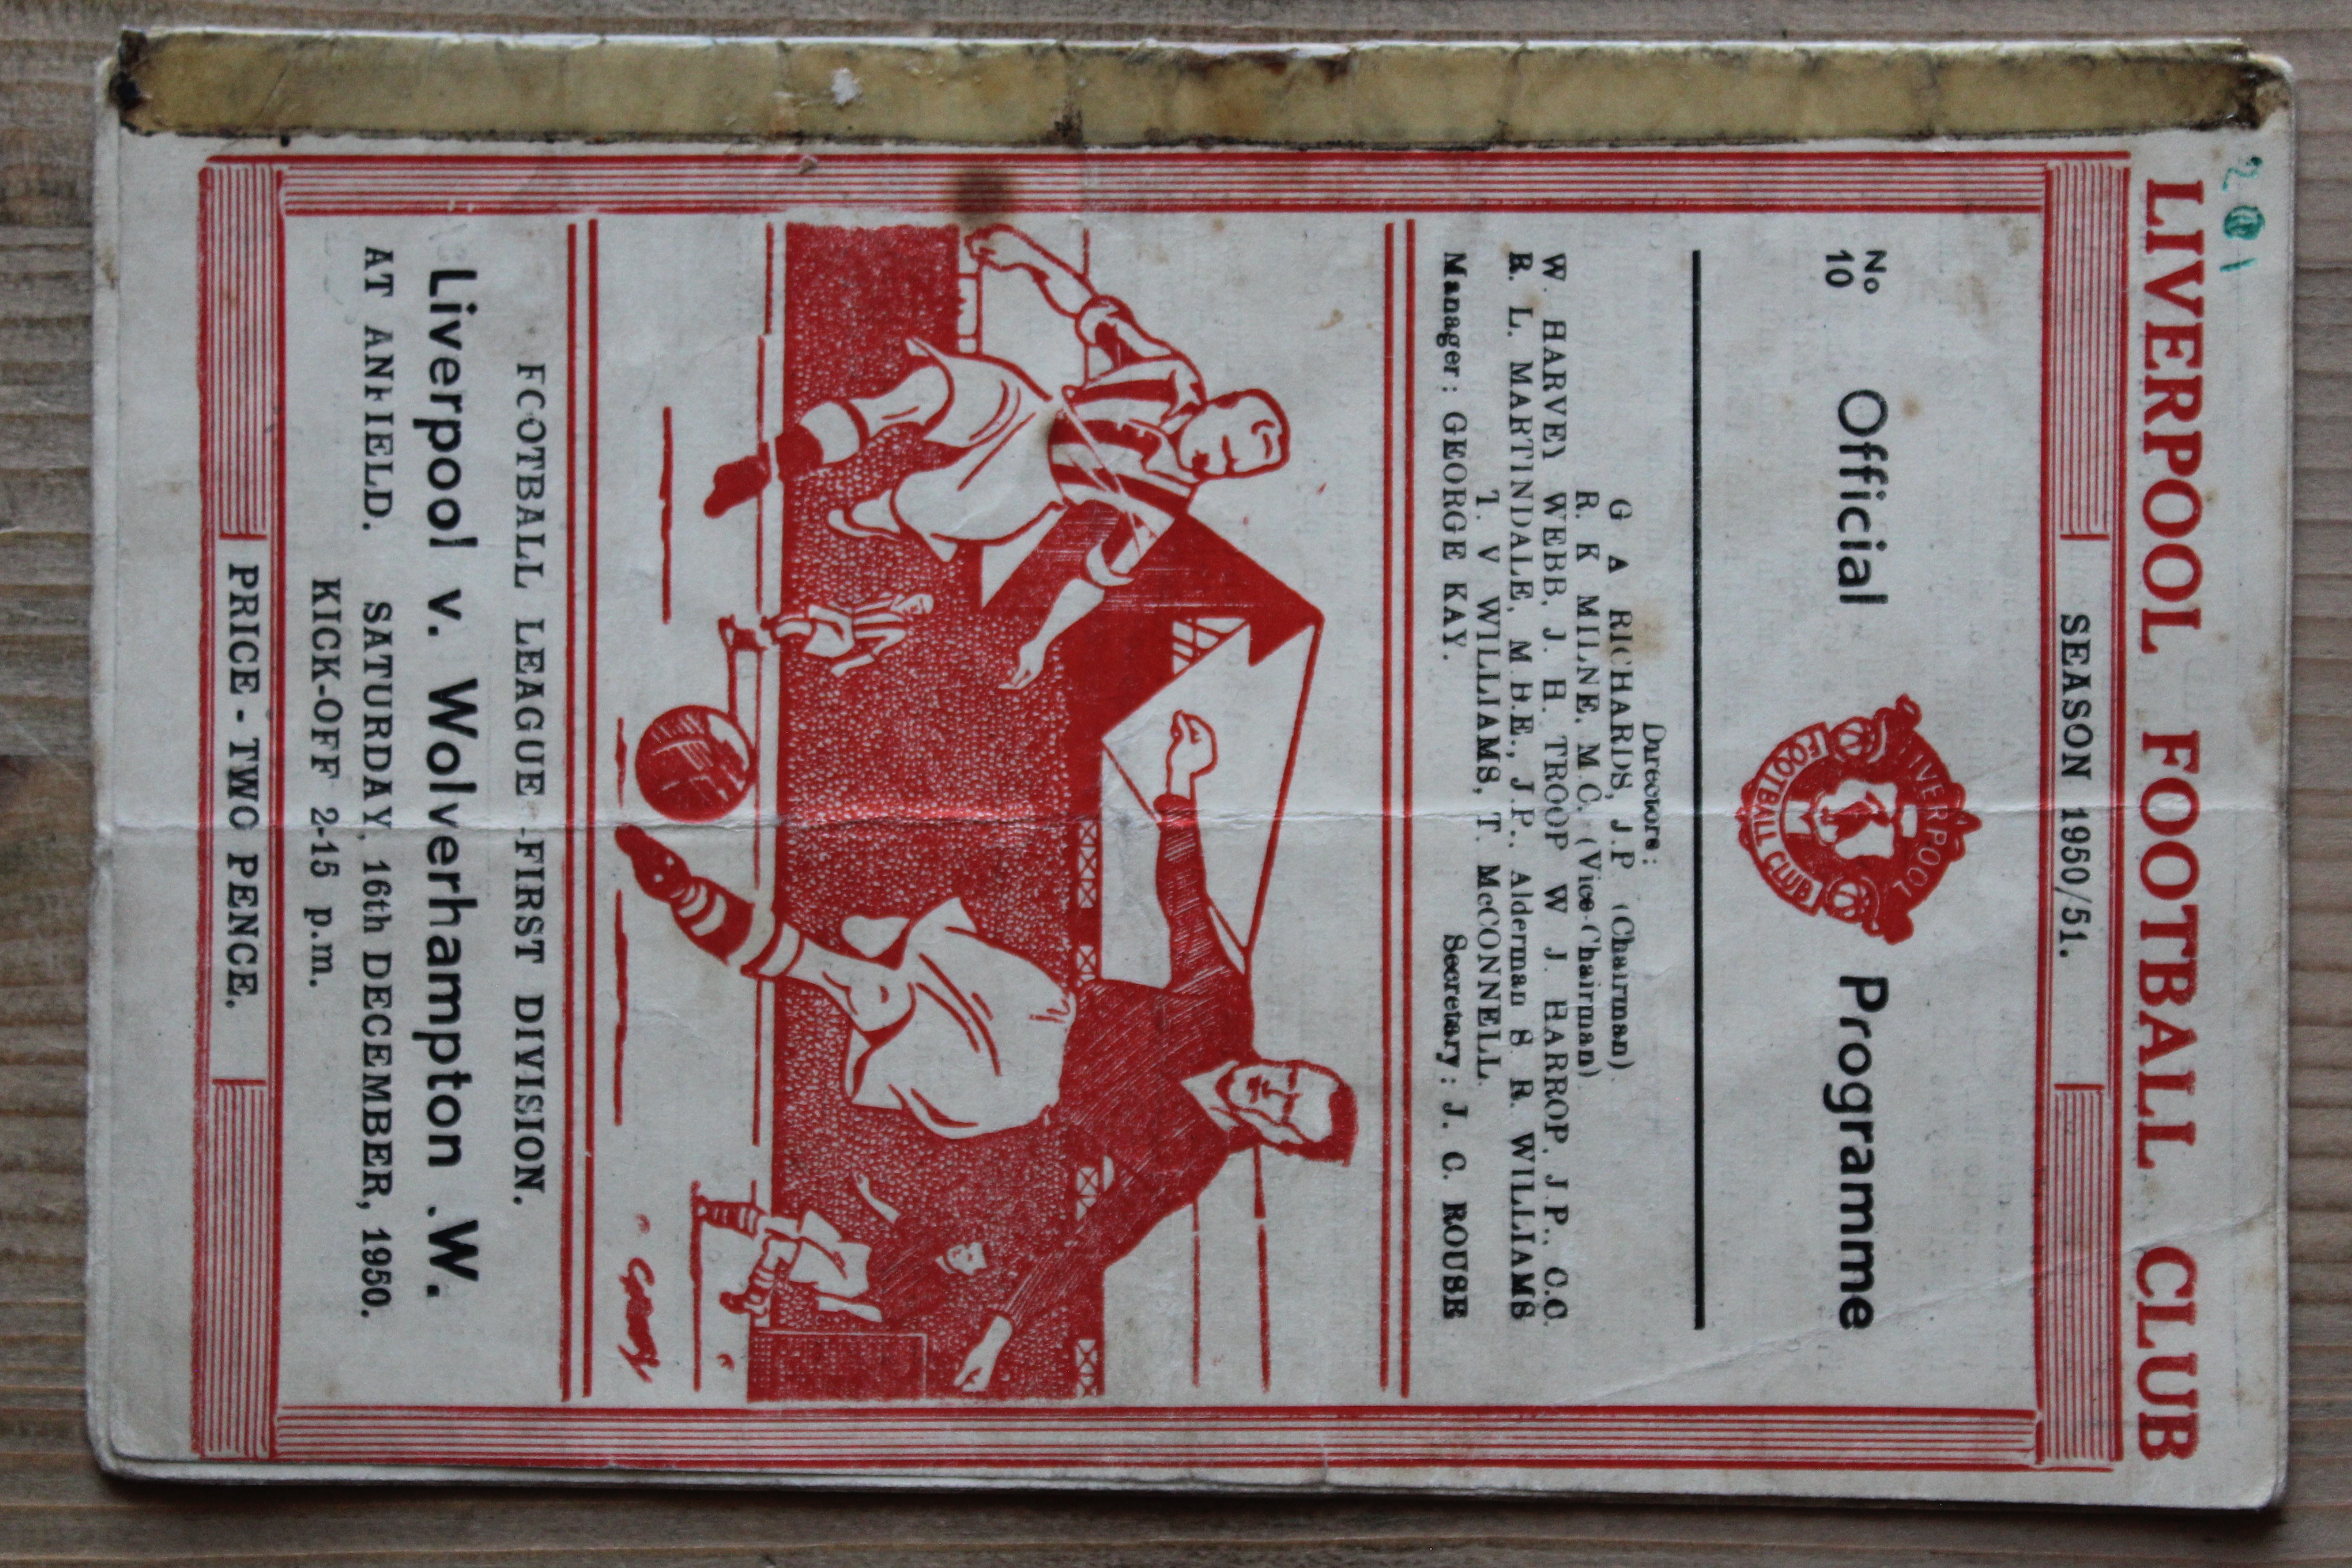 201
LIVERPOOL FOOTBALL CLUB
SEASON 1950/51.
No 10
Official Programme
LIVERPOOL
FOOTBALL CLUB
Directors:
G A RICHARDS, J.P. (Chairman).
R. K MILNE, M.C. (Vice-Chairman).
W. HARVEY WEBB, J. H. TROOP W J. HARROP, J.P., C.C.
R. L. MARTINDALE, M.B.E., J.P., Alderman S. R. WILLIAMS
T. V WILLIAMS, T. McCONNELL.
Manager: GEORGE KAY. Secretary: J. C. ROUSE
FOOTBALL LEAGUE - FIRST DIVISION.
Liverpool v. Wolverhampton .W.
AT ANFIELD. SATURDAY, 16th DECEMBER, 1950.
KICK-OFF 2-15 p.m.
PRICE - TWO PENCE.